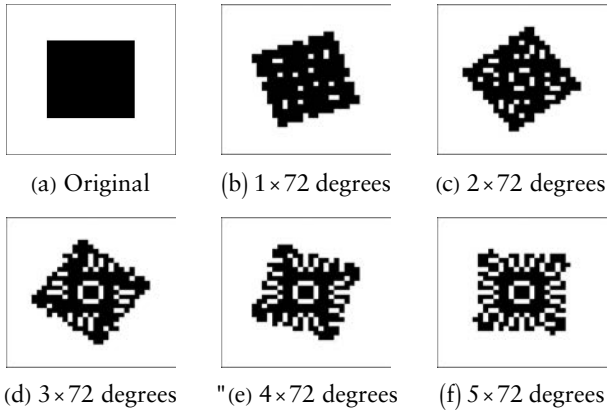 (a) Original
(b) 1×72 degrees
(c) 2×72 degrees
(d) 3×72 degrees
"(e) 4×72 degrees
(f) 5×72 degrees